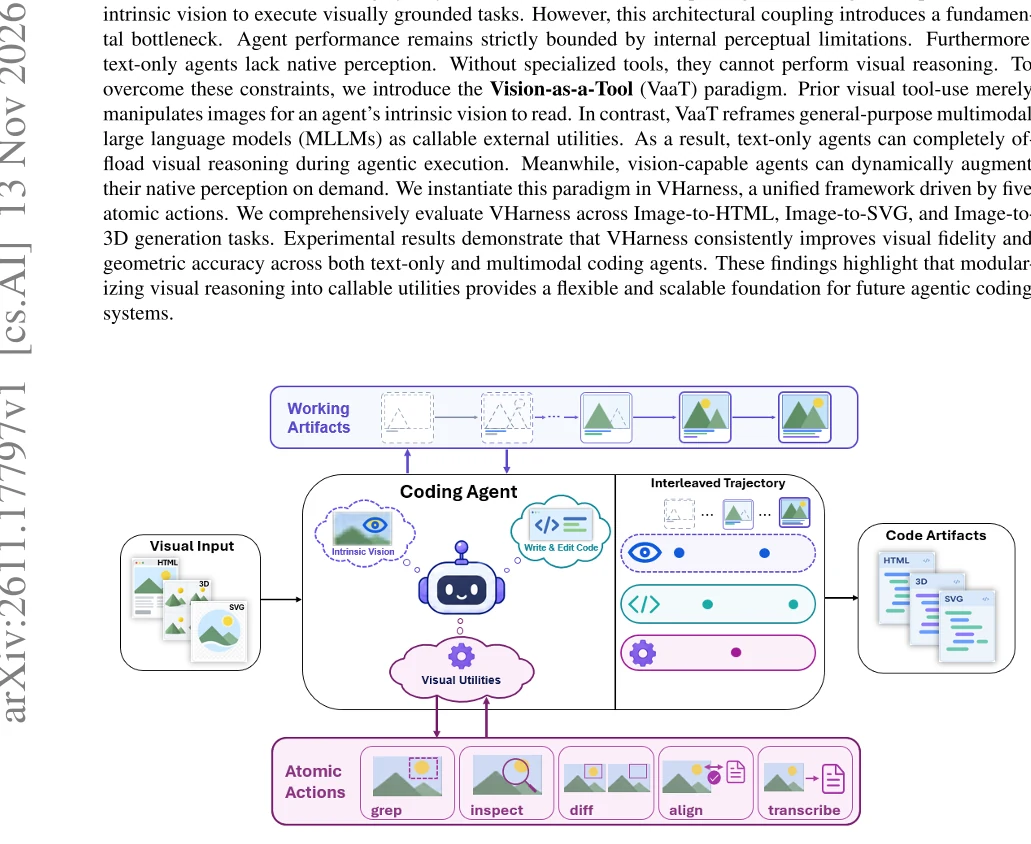 intrinsic vision to execute visually grounded tasks. However, this architectural coupling introduces a fundamen-
tal bottleneck. Agent performance remains strictly bounded by internal perceptual limitations. Furthermore
text-only agents lack native perception. Without specialized tools, they cannot perform visual reasoning. To
overcome these constraints, we introduce the Vision-as-a-Tool (VaaT) paradigm. Prior visual tool-use merely
manipulates images for an agent's intrinsic vision to read. In contrast, VaaT reframes general-purpose multimodal
large language models (MLLMs) as callable external utilities. As a result, text-only agents can completely of-
fload visual reasoning during agentic execution. Meanwhile, vision-capable agents can dynamically augment
their native perception on demand. We instantiate this paradigm in VHarness, a unified framework driven by five
atomic actions. We comprehensively evaluate VHarness across Image-to-HTML, Image-to-SVG, and Image-to-
3D generation tasks. Experimental results demonstrate that VHarness consistently improves visual fidelity and
geometric accuracy across both text-only and multimodal coding agents. These findings highlight that modular-
izing visual reasoning into callable utilities provides a flexible and scalable foundation for future agentic coding
systems.
arXiv:2611.17797v1 [cs.AI] 13 Nov 2026
Working
Artifacts
Visual Input
HTML
3D
SVG
Coding Agent
Intrinsic Vision
</>
Write & Edit Code
Visual Utilities
Interleaved Trajectory
... ...
</>
Code Artifacts
HTML </>
3D </>
SVG </>
Atomic
Actions
grep
inspect
diff
align
transcribe